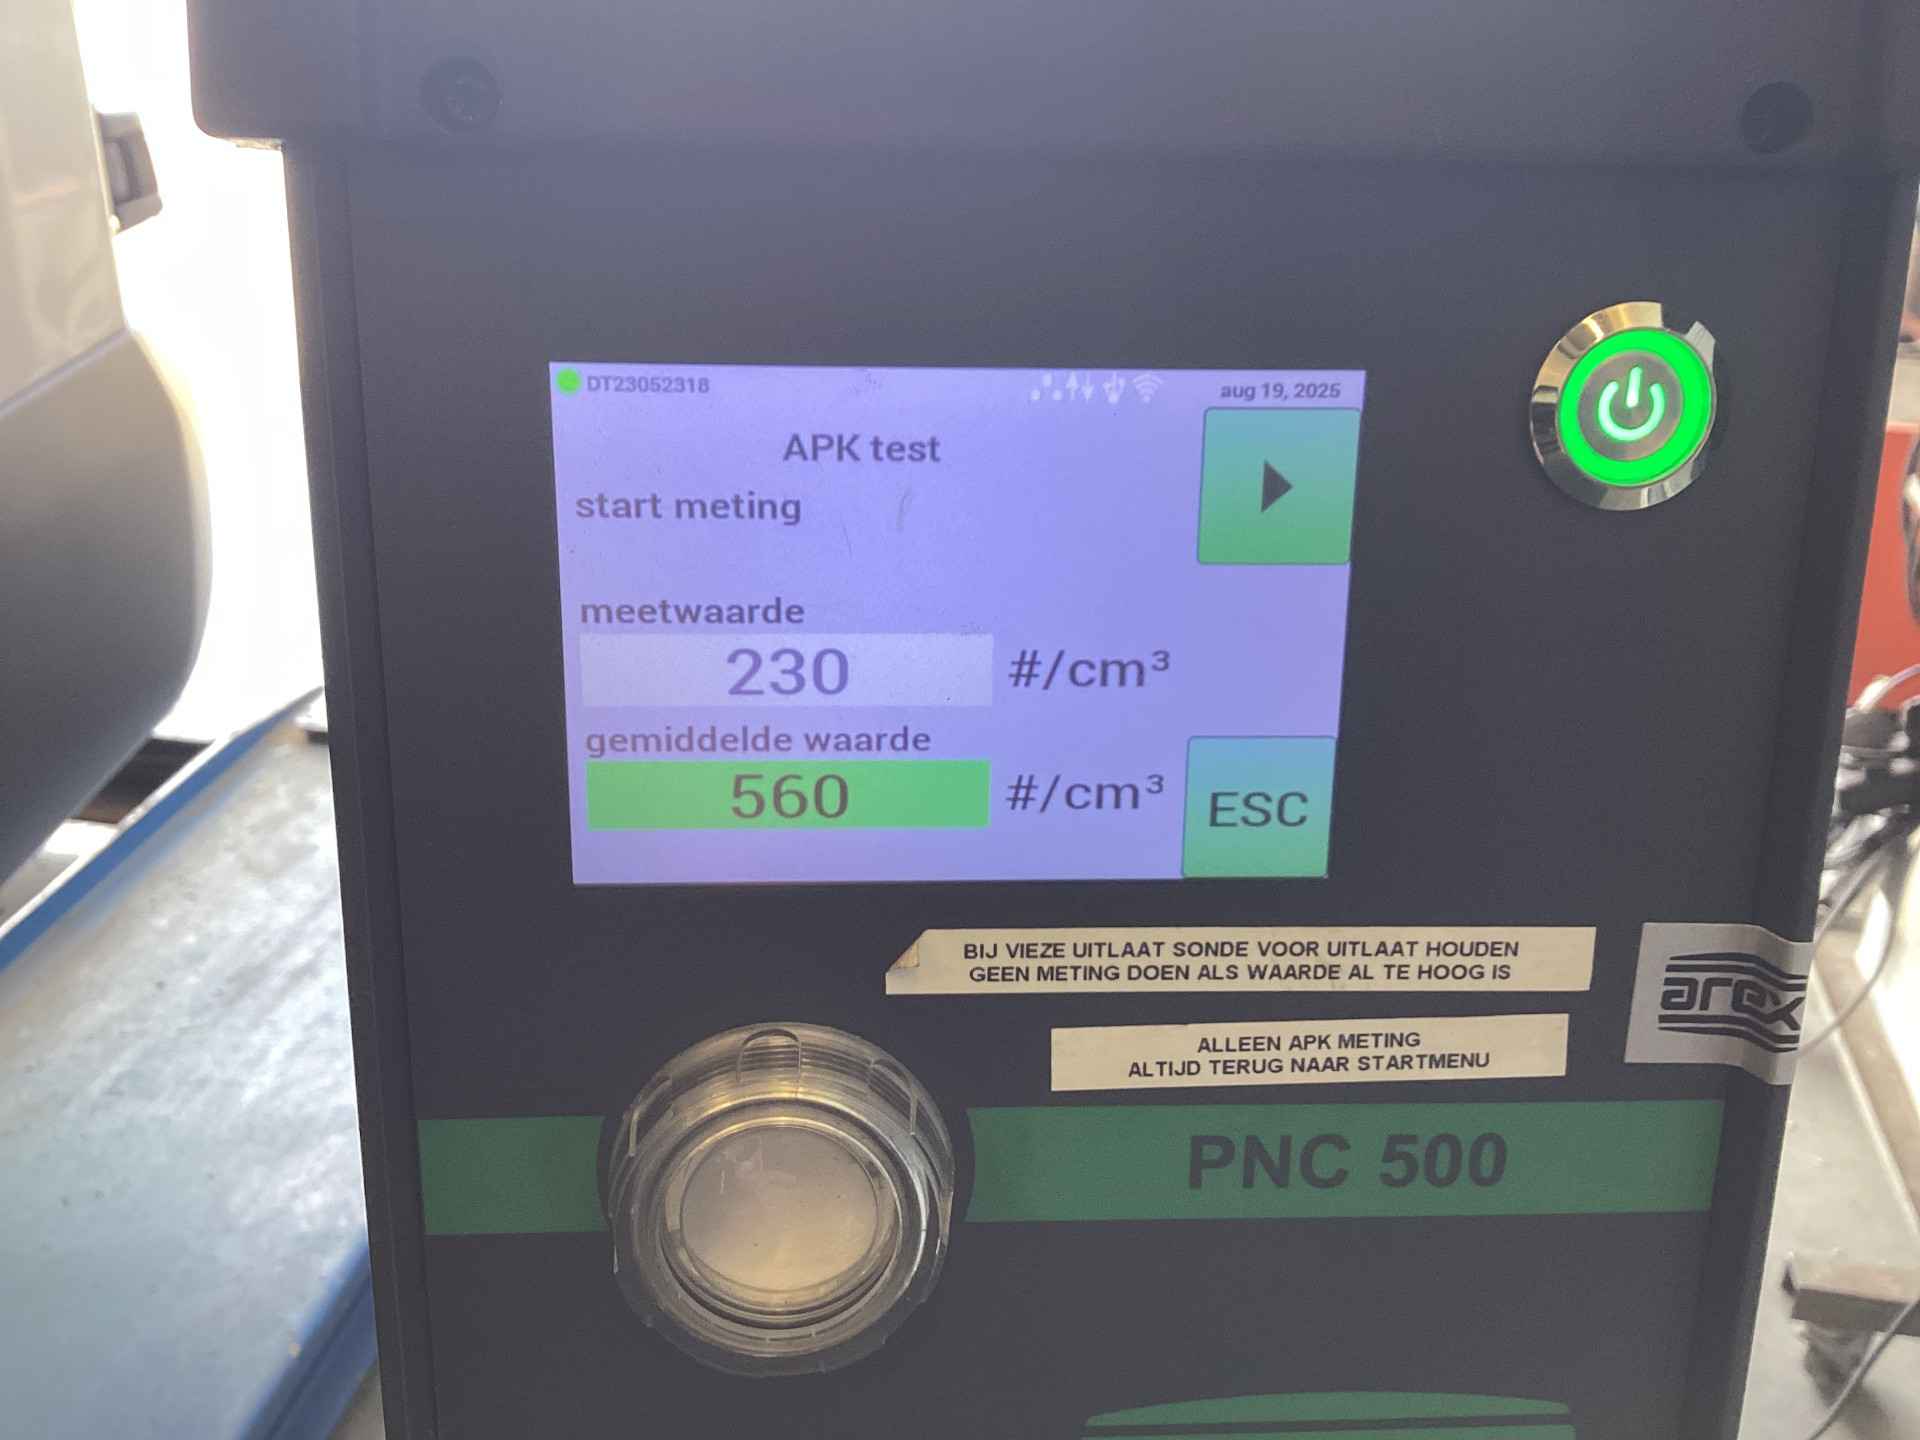 DT23052318
aug 19, 2025
APK test
start meting
meetwaarde
230 #/cm³
gemiddelde waarde
560 #/cm³
ESC
BIJ VIEZE UITLAAT SONDE VOOR UITLAAT HOUDEN
GEEN METING DOEN ALS WAARDE AL TE HOOG IS
arex
ALLEEN APK METING
ALTIJD TERUG NAAR STARTMENU
PNC 500